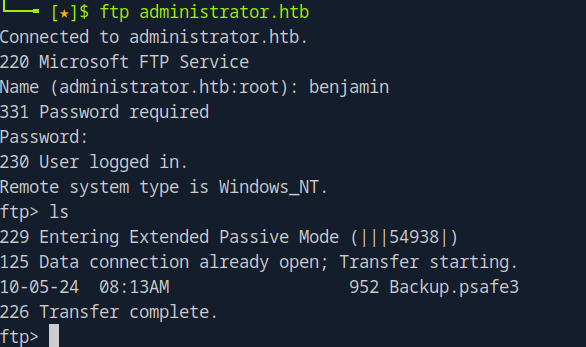 └──╼ [★]$ ftp administrator.htb
Connected to administrator.htb.
220 Microsoft FTP Service
Name (administrator.htb:root): benjamin
331 Password required
Password:
230 User logged in.
Remote system type is Windows_NT.
ftp> ls
229 Entering Extended Passive Mode (|||54938|)
125 Data connection already open; Transfer starting.
10-05-24  08:13AM                  952 Backup.psafe3
226 Transfer complete.
ftp>